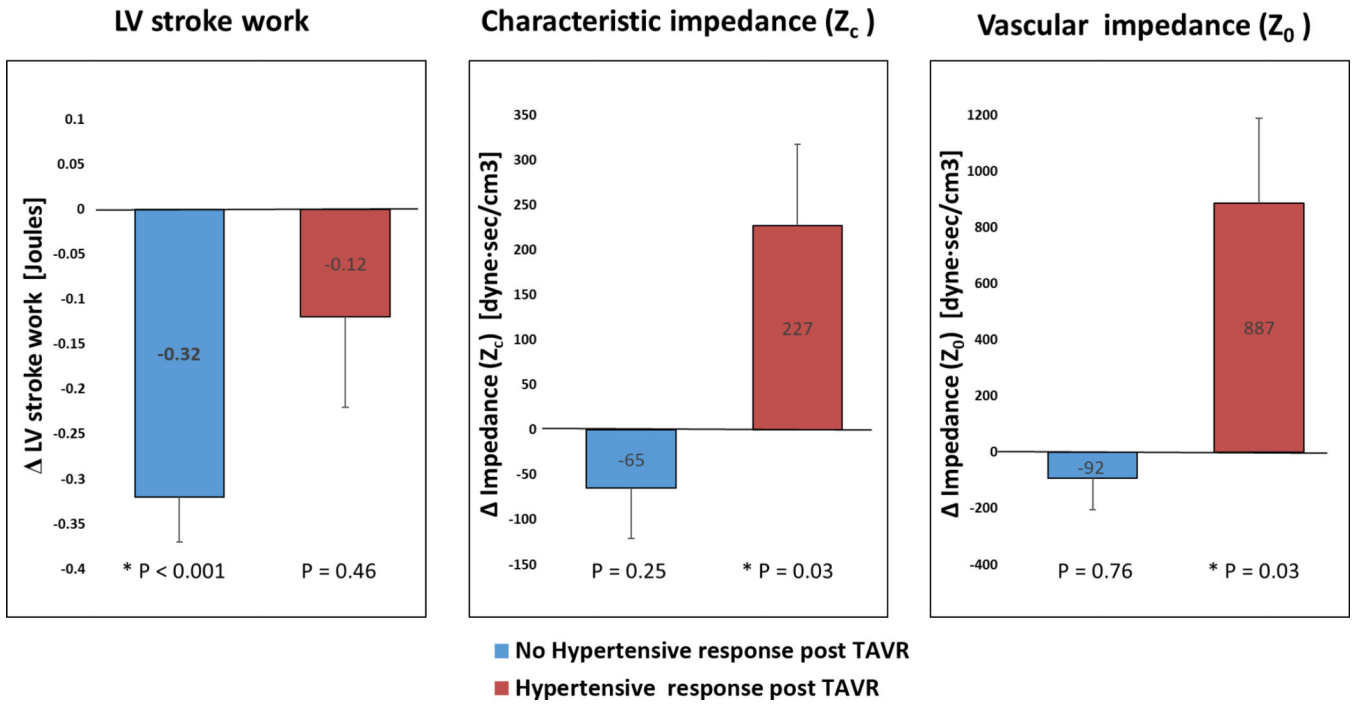 LV stroke work
Characteristic impedance (Zc )
Vascular impedance (Z0 )
Δ LV stroke work [Joules]
0.1
0.05
0
-0.05
-0.1
-0.15
-0.2
-0.25
-0.3
-0.35
-0.4
-0.32
-0.12
* P < 0.001
P = 0.46
Δ Impedance (Zc) [dyne·sec/cm3]
350
300
250
200
150
100
50
0
-50
-100
-150
-65
227
P = 0.25
* P = 0.03
Δ Impedance (Z0) [dyne·sec/cm3]
1200
1000
800
600
400
200
0
-200
-400
-92
887
P = 0.76
* P = 0.03
No Hypertensive response post TAVR
Hypertensive response post TAVR